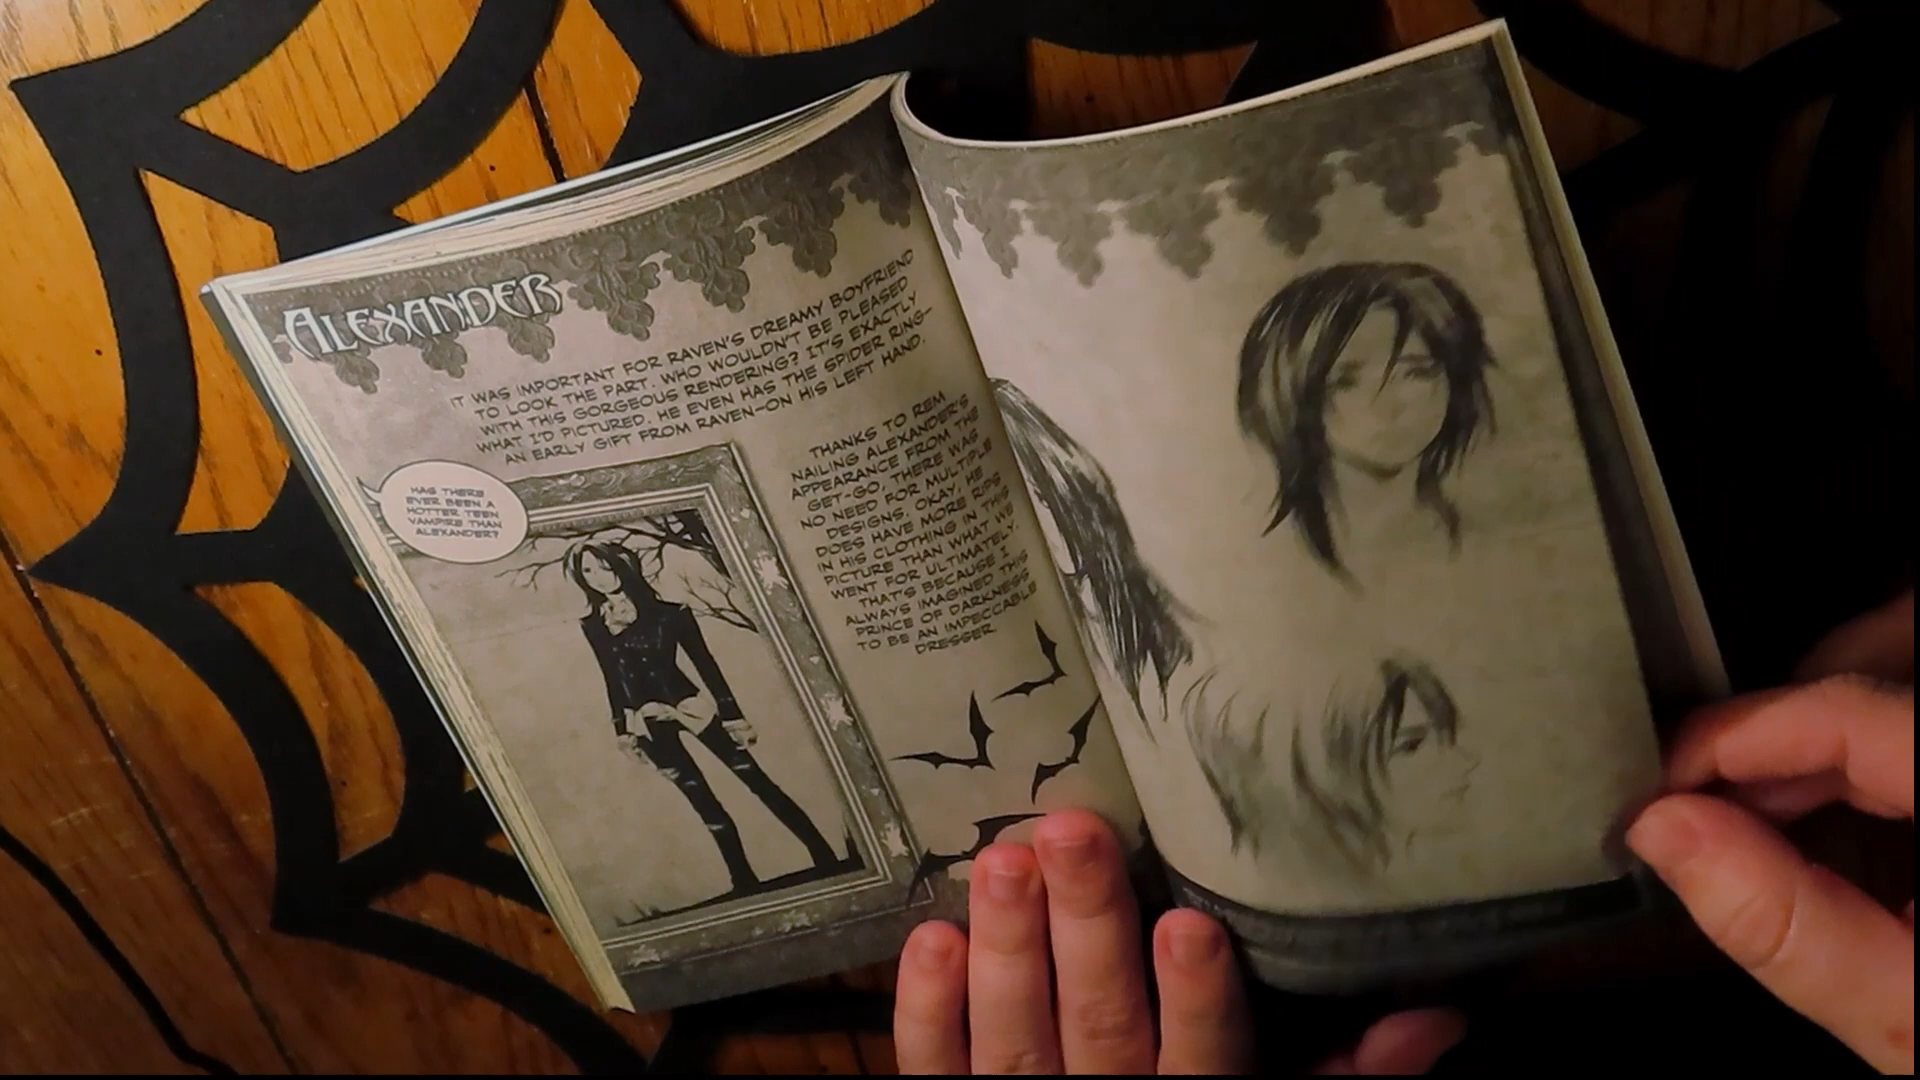 ALEXANDER
IT WAS IMPORTANT FOR RAVEN'S DREAMY BOYFRIEND
TO LOOK THE PART. WHO WOULDN'T BE PLEASED
WITH THIS GORGEOUS RENDERING? IT'S EXACTLY
WHAT I'D PICTURED. HE EVEN HAS THE SPIDER RING—
AN EARLY GIFT FROM RAVEN—ON HIS LEFT HAND.
HAS THERE
EVER BEEN A
HOTTER TEEN
VAMPIRE THAN
ALEXANDER?
THANKS TO REM
NAILING ALEXANDER'S
APPEARANCE FROM THE
GET-GO, THERE WAS
NO NEED FOR MULTIPLE
DESIGNS. OKAY, HE
DOES HAVE MORE RIPS
IN HIS CLOTHING IN THIS
PICTURE THAN WHAT WE
WENT FOR ULTIMATELY.
THAT'S BECAUSE I
ALWAYS IMAGINED THIS
PRINCE OF DARKNESS
TO BE AN IMPECCABLE
DRESSER.